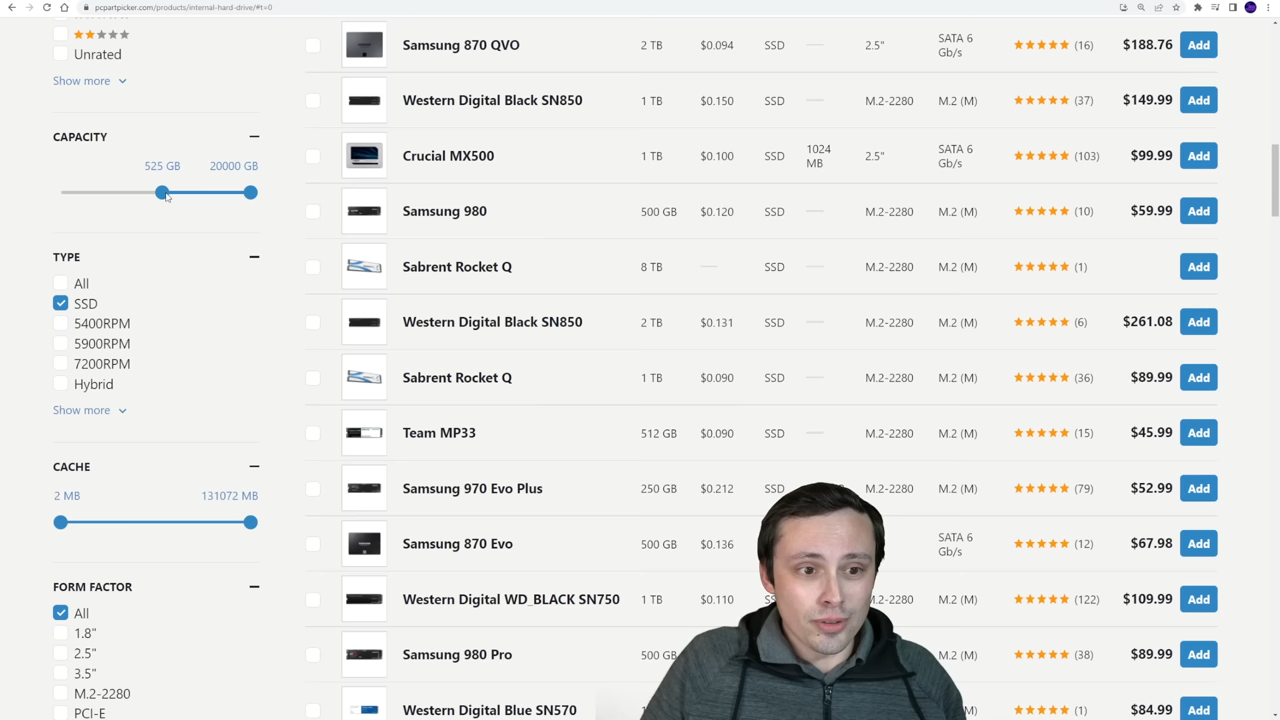 pcpartpicker.com/products/internal-hard-drive/#t=0
Unrated
Show more
CAPACITY
525 GB 20000 GB
TYPE
All
SSD
5400RPM
5900RPM
7200RPM
Hybrid
Show more
CACHE
2 MB 131072 MB
FORM FACTOR
All
1.8"
2.5"
3.5"
M.2-2280
PCI-E
Samsung 870 QVO 2 TB $0.094 SSD 2.5" SATA 6 Gb/s (16) $188.76 Add
Western Digital Black SN850 1 TB $0.150 SSD M.2-2280 M.2 (M) (37) $149.99 Add
Crucial MX500 1 TB $0.100 SSD 1024 MB 2.5" SATA 6 Gb/s (103) $99.99 Add
Samsung 980 500 GB $0.120 SSD M.2-2280 M.2 (M) (10) $59.99 Add
Sabrent Rocket Q 8 TB SSD M.2-2280 M.2 (M) (1) Add
Western Digital Black SN850 2 TB $0.131 SSD M.2-2280 M.2 (M) (6) $261.08 Add
Sabrent Rocket Q 1 TB $0.090 SSD M.2-2280 M.2 (M) (36) $89.99 Add
Team MP33 512 GB $0.090 SSD M.2-2280 M.2 (M) (15) $45.99 Add
Samsung 970 Evo Plus 250 GB $0.212 SSD M.2-2280 M.2 (M) (79) $52.99 Add
Samsung 870 Evo 500 GB $0.136 SATA 6 Gb/s (12) $67.98 Add
Western Digital WD_BLACK SN750 1 TB $0.110 M.2-2280 M.2 (M) (122) $109.99 Add
Samsung 980 Pro 500 GB (M) (38) $89.99 Add
Western Digital Blue SN570 (M) (1) $84.99 Add